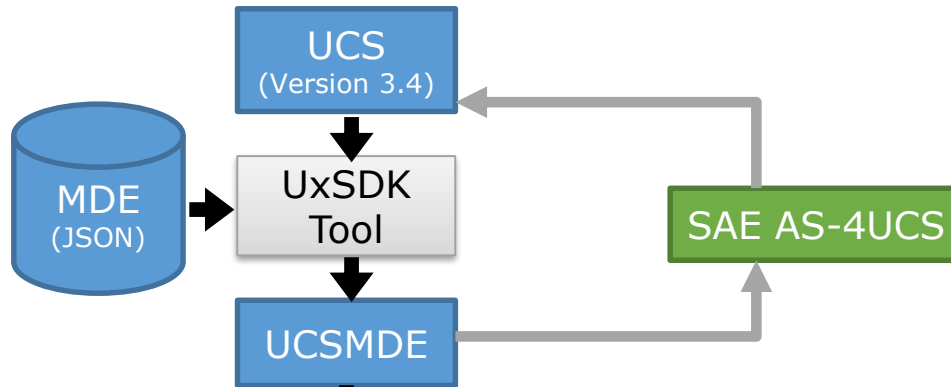 UCS
(Version 3.4)
MDE
(JSON)
UxSDK
Tool
SAE AS-4UCS
UCSMDE